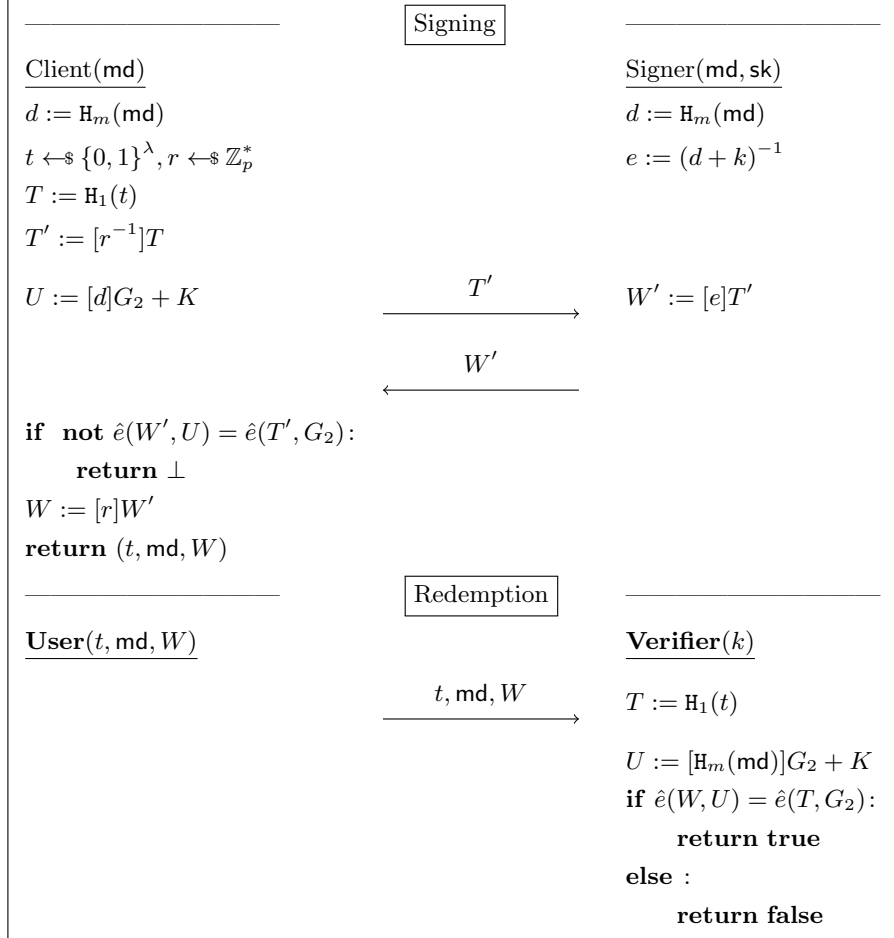 Signing
Client(md) Signer(md, sk)
d := H_m(md) d := H_m(md)
t ←$ {0, 1}^λ, r ←$ ℤ_p^* e := (d + k)^{−1}
T := H_1(t)
T′ := [r^{−1}]T
U := [d]G_2 + K T′ W′ := [e]T′
W′
if not ê(W′, U) = ê(T′, G_2):
return ⊥
W := [r]W′
return (t, md, W)
Redemption
User(t, md, W) Verifier(k)
t, md, W T := H_1(t)
U := [H_m(md)]G_2 + K
if ê(W, U) = ê(T, G_2):
return true
else :
return false